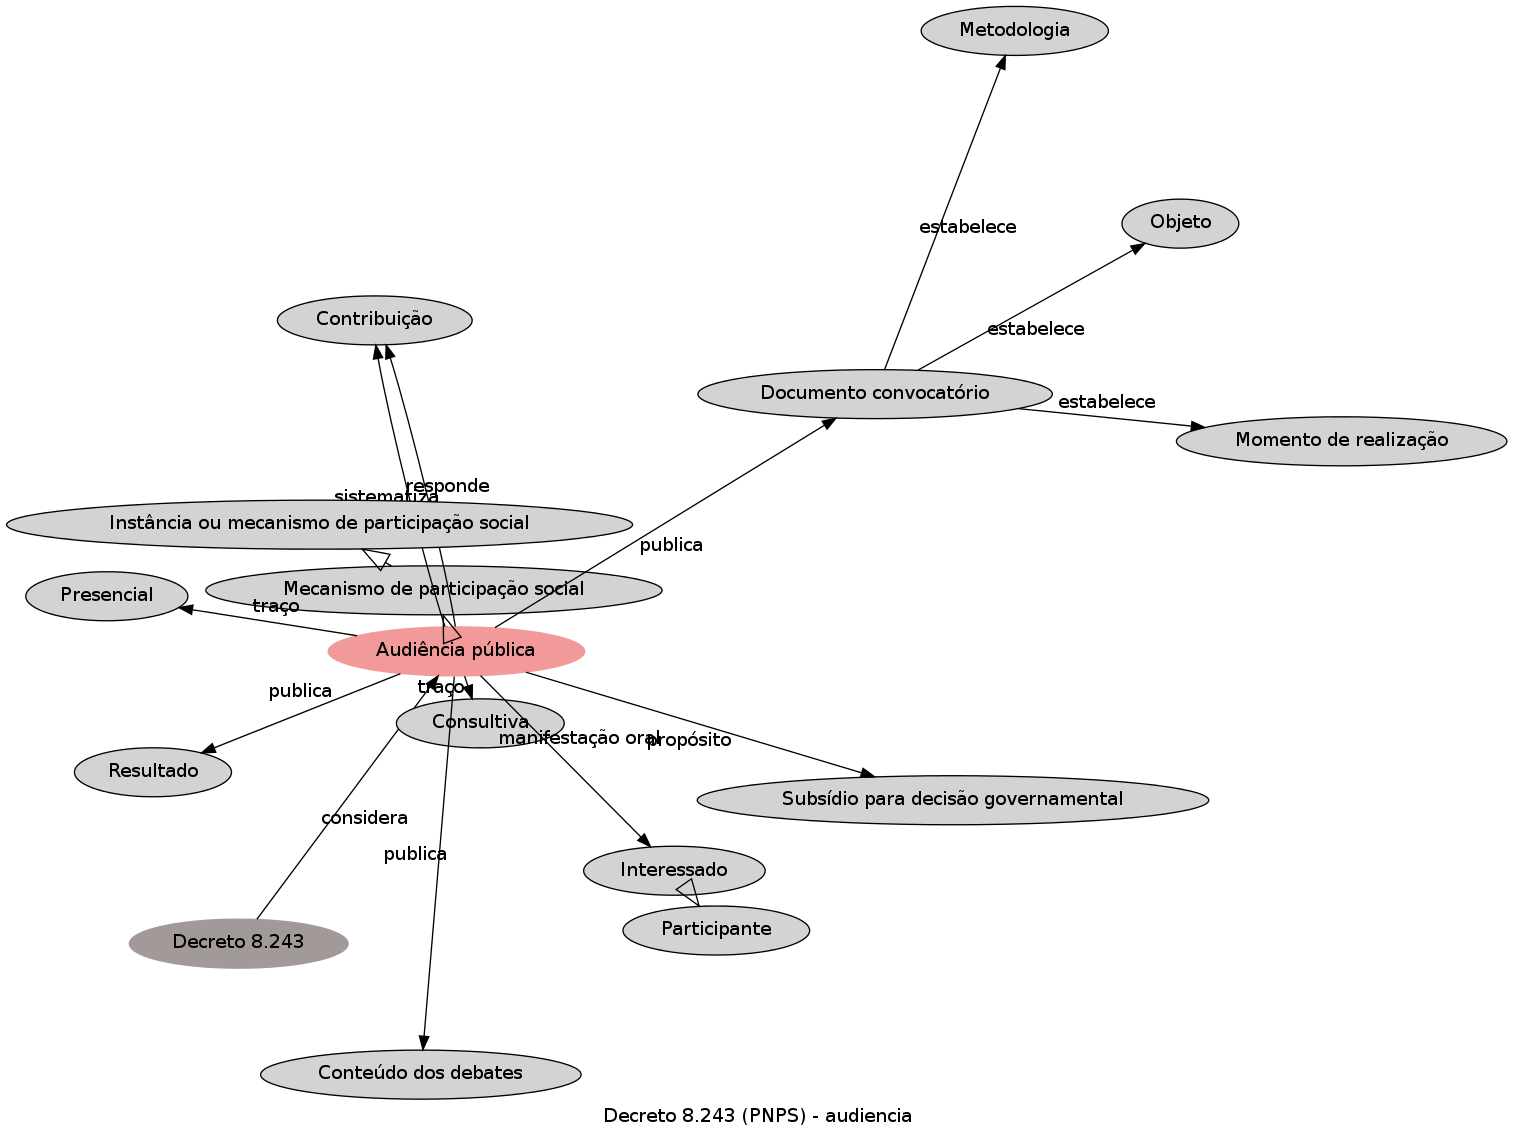 Metodologia
Objeto
estabelece
Contribuição
estabelece
Documento convocatório
estabelece
Momento de realização
responde
sistematiza
Instância ou mecanismo de participação social
publica
Mecanismo de participação social
Presencial
traço
Audiência pública
traço
publica
Consultiva
manifestação oral
propósito
Resultado
Subsídio para decisão governamental
considera
publica
Interessado
Participante
Decreto 8.243
Conteúdo dos debates
Decreto 8.243 (PNPS) - audiencia